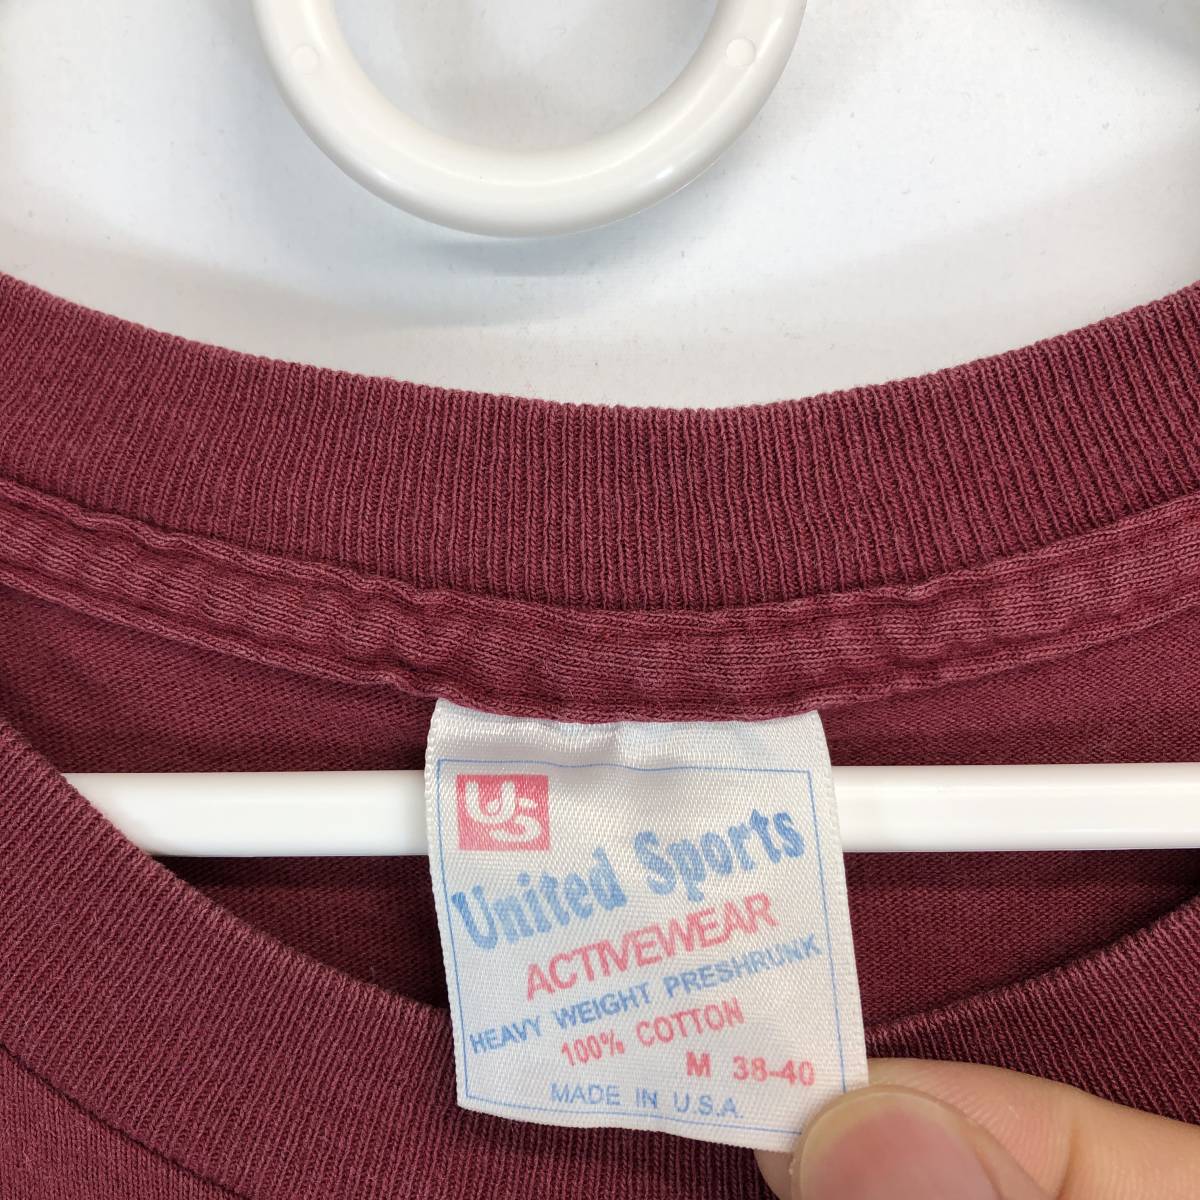 US
United Sports
ACTIVEWEAR
HEAVY WEIGHT PRESHRUNK
100% COTTON
M 38-40
MADE IN U.S.A.